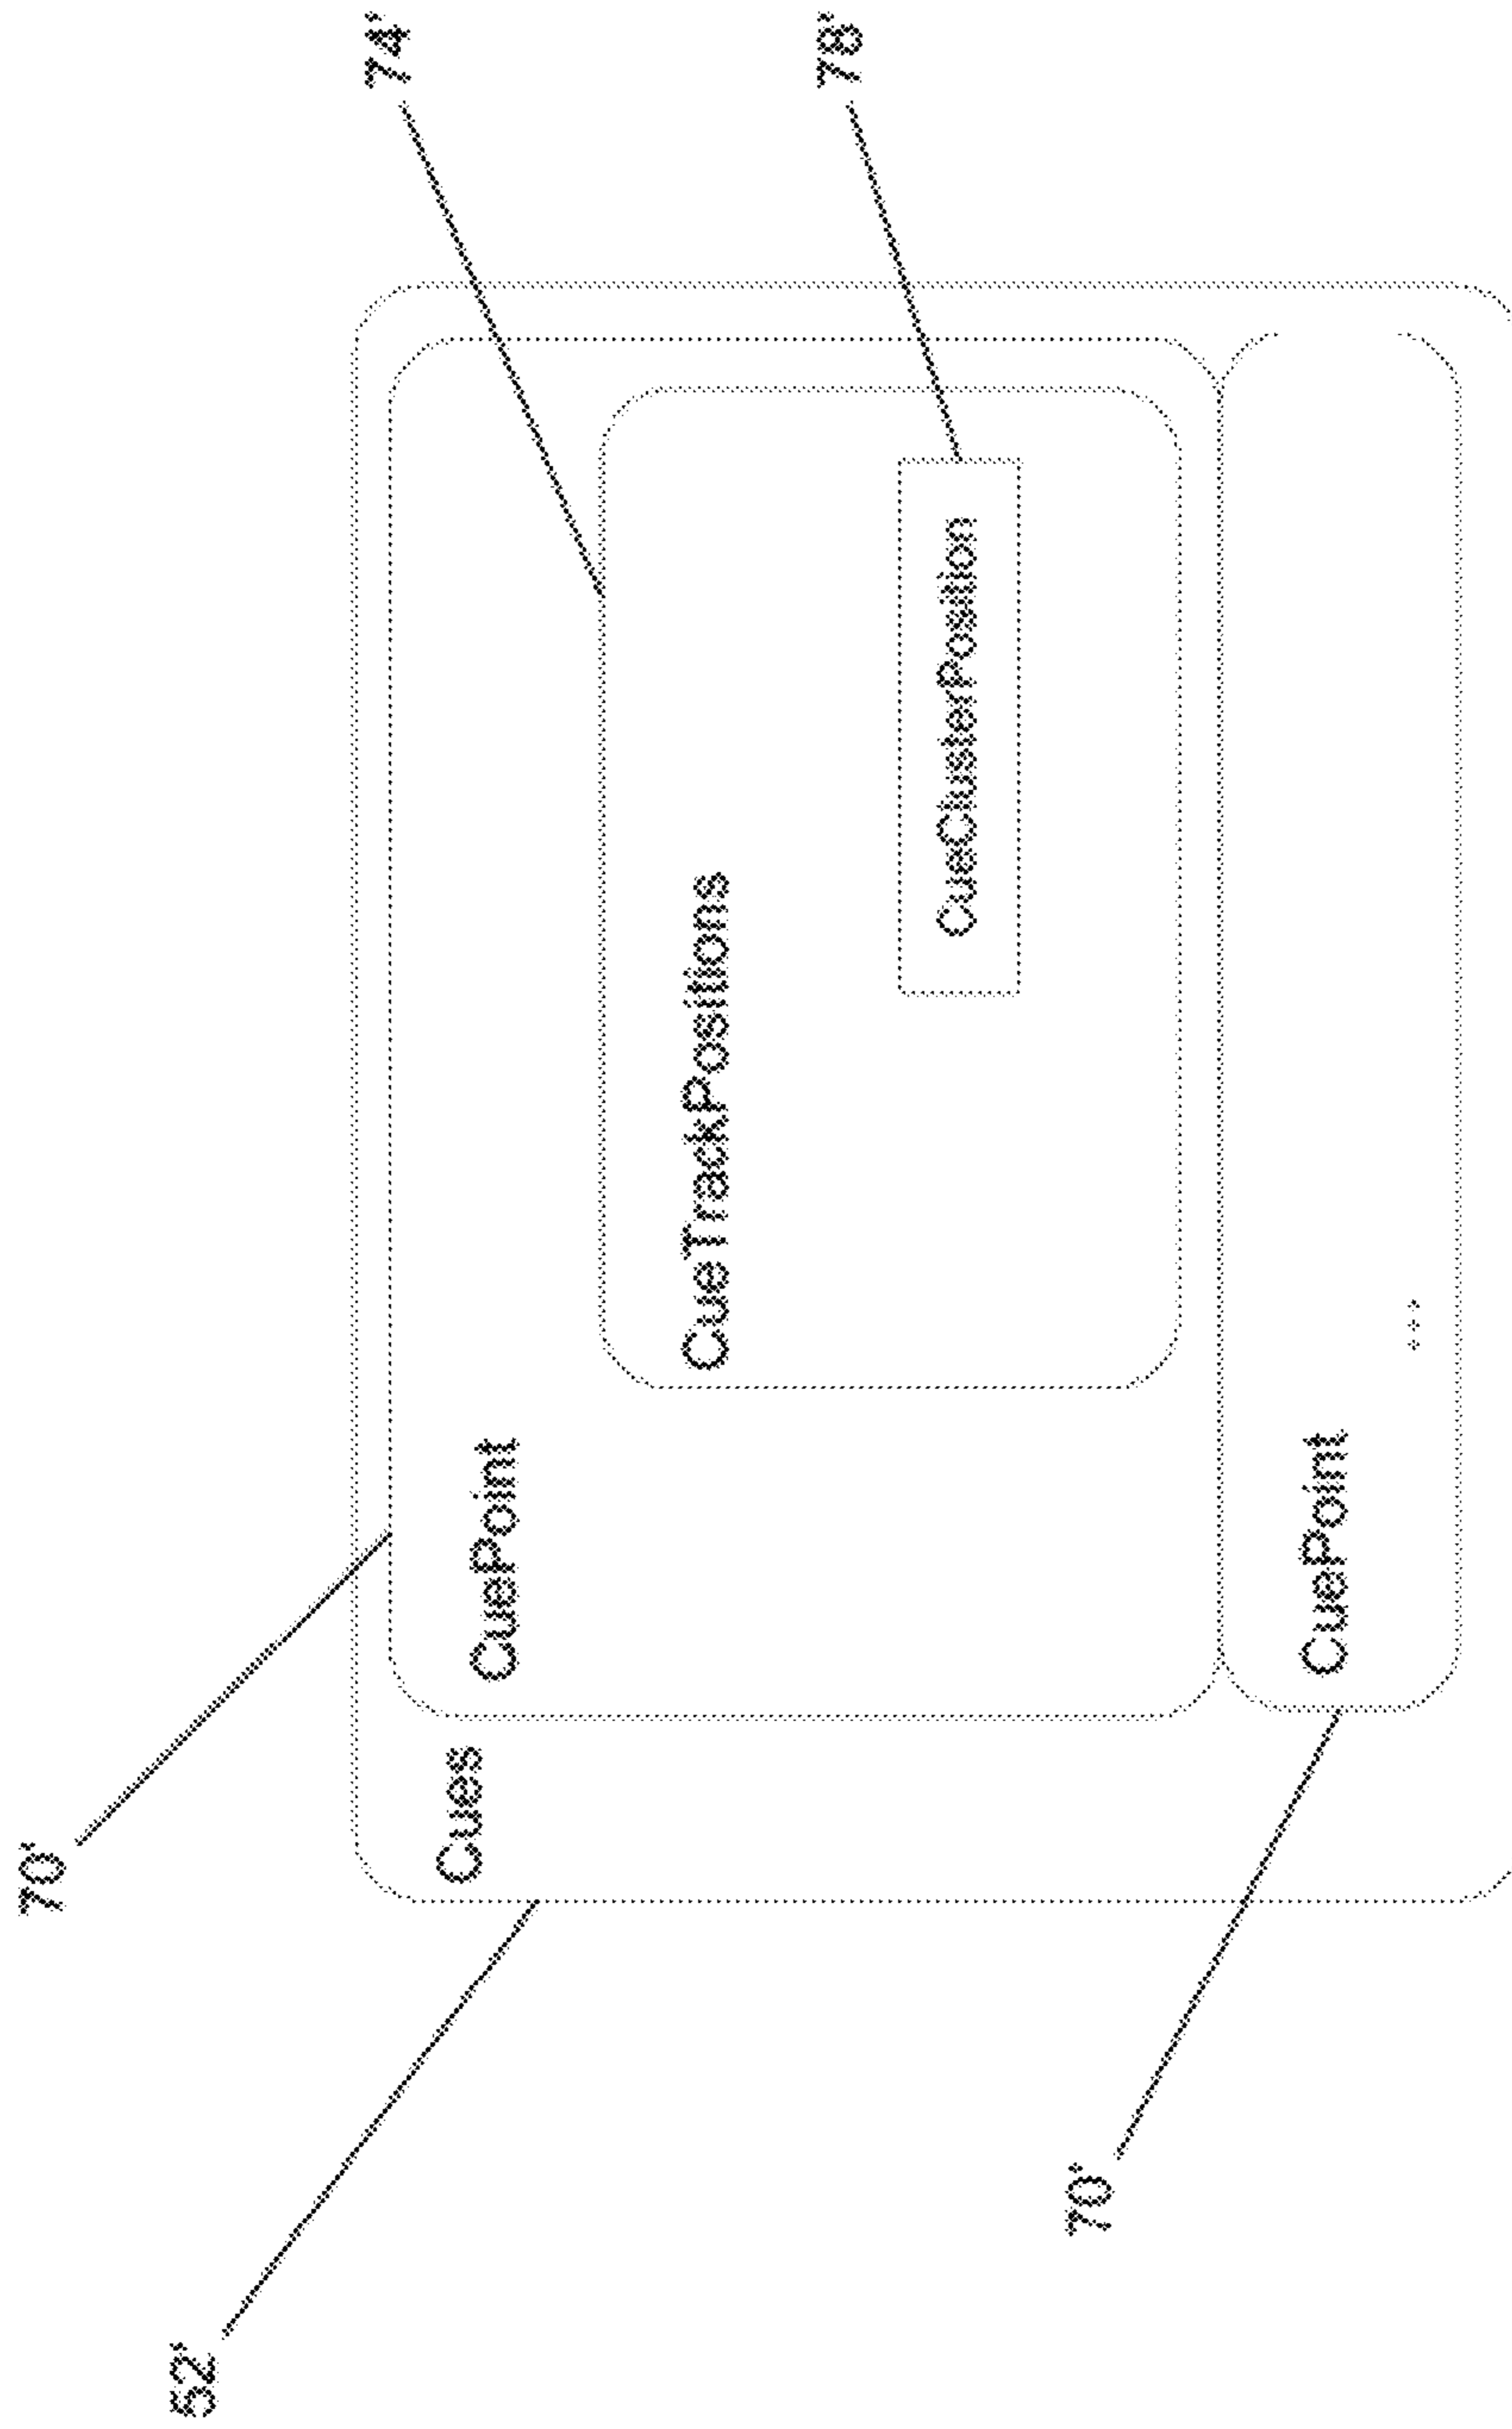 70'
52'
Cues
CuePoint
74'
CueTrackPositions
78'
CueClusterPosition
70'
CuePoint
...